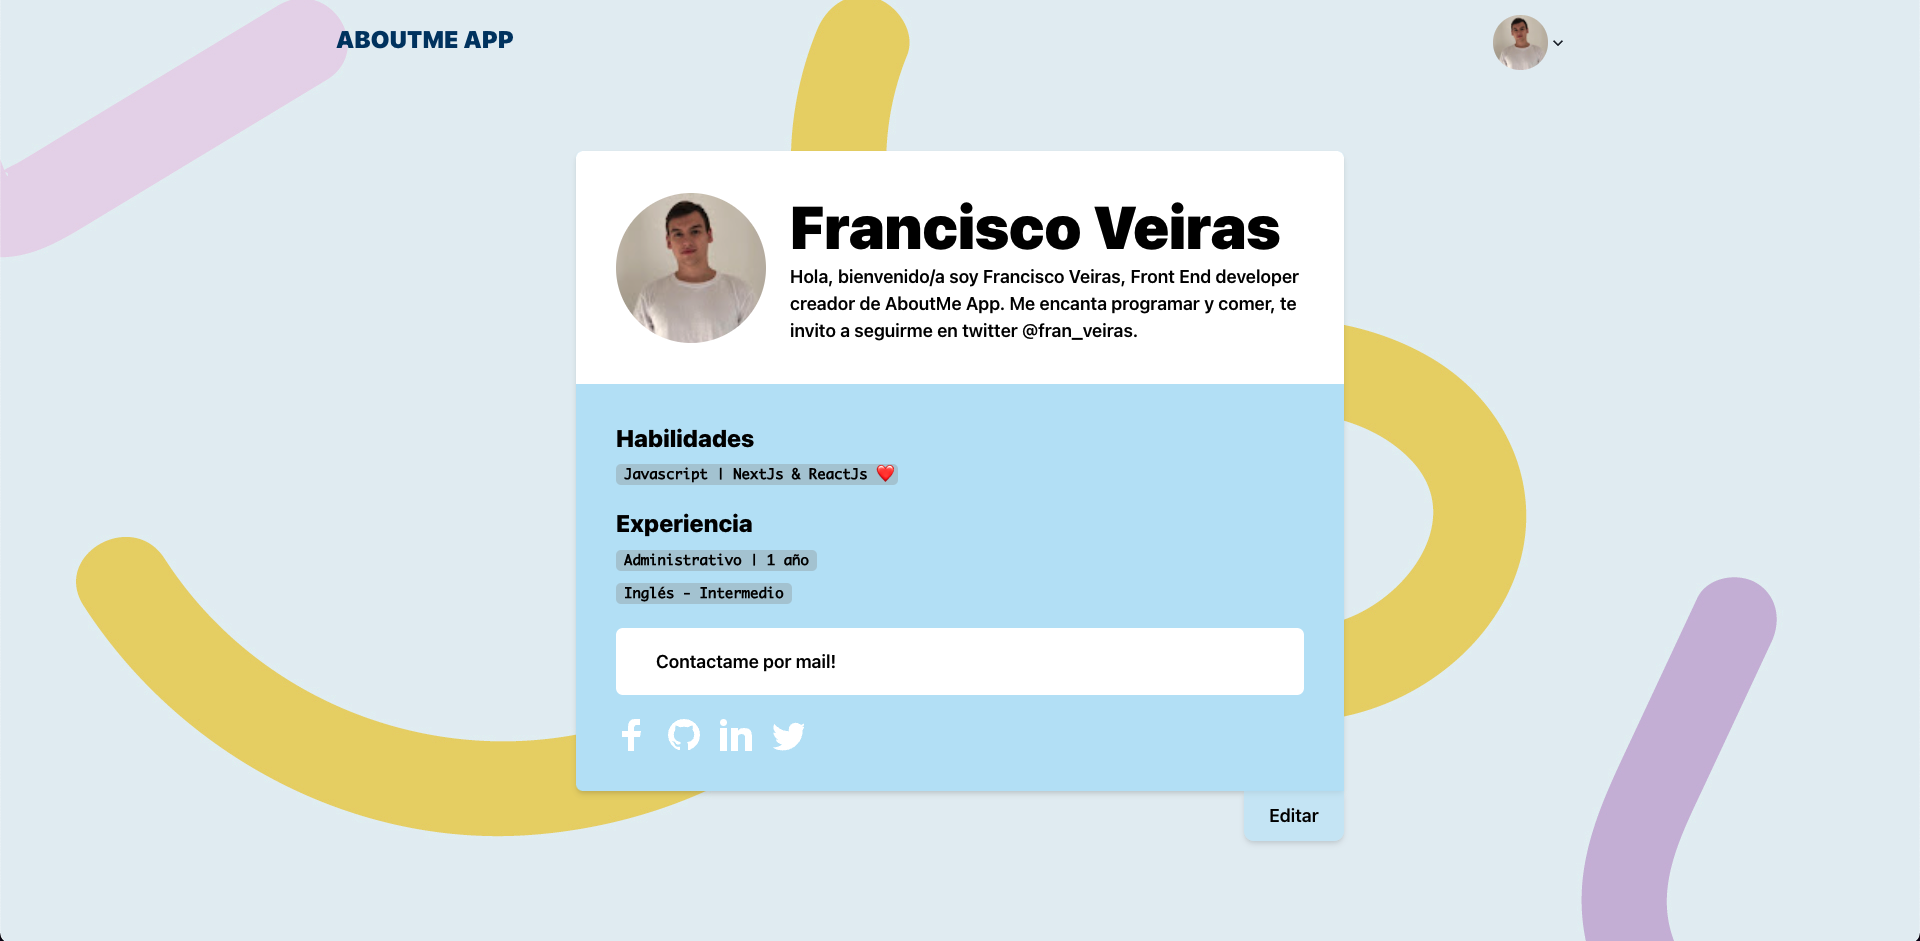 ABOUTME APP
Francisco Veiras
Hola, bienvenido/a soy Francisco Veiras, Front End developer
creador de AboutMe App. Me encanta programar y comer, te
invito a seguirme en twitter @fran_veiras.
Habilidades
Javascript | NextJs & ReactJs ❤️
Experiencia
Administrativo | 1 año
Inglés - Intermedio
Contactame por mail!
Editar